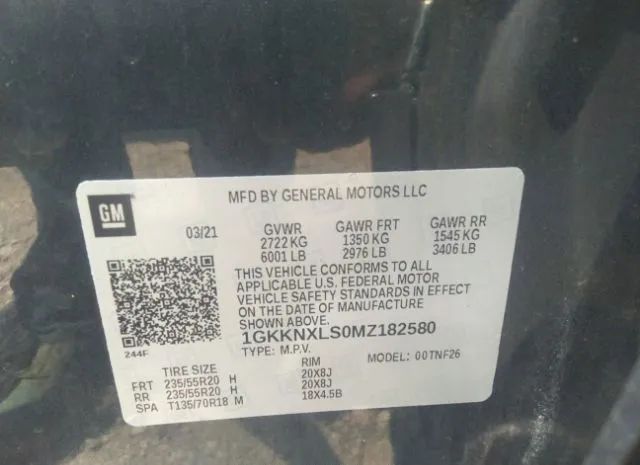 GM
MFD BY GENERAL MOTORS LLC
03/21 GVWR GAWR FRT GAWR RR
2722 KG 1350 KG 1545 KG
6001 LB 2976 LB 3406 LB
THIS VEHICLE CONFORMS TO ALL
APPLICABLE U.S. FEDERAL MOTOR
VEHICLE SAFETY STANDARDS IN EFFECT
ON THE DATE OF MANUFACTURE
SHOWN ABOVE.
1GKKNXLS0MZ182580
244F TYPE: M.P.V. MODEL: 00TNF26
TIRE SIZE RIM
FRT 235/55R20 H 20X8J
RR 235/55R20 H 20X8J
SPA T135/70R18 M 18X4.5B